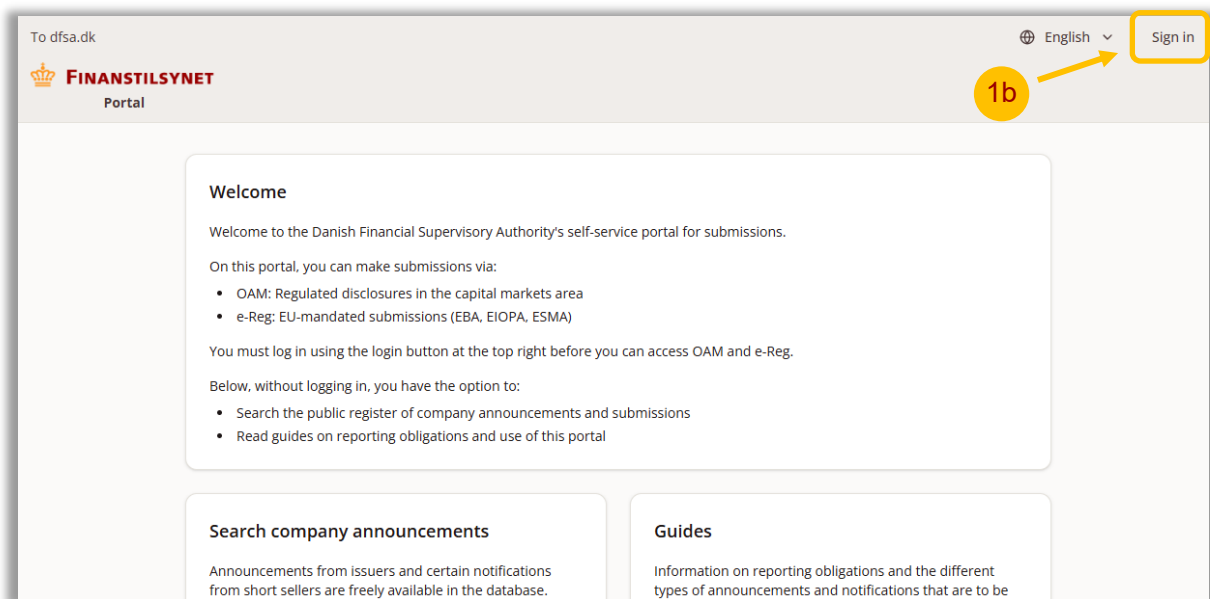 To dfsa.dk
English
Sign in
FINANSTILSYNET
Portal
1b
Welcome
Welcome to the Danish Financial Supervisory Authority's self-service portal for submissions.
On this portal, you can make submissions via:
• OAM: Regulated disclosures in the capital markets area
• e-Reg: EU-mandated submissions (EBA, EIOPA, ESMA)
You must log in using the login button at the top right before you can access OAM and e-Reg.
Below, without logging in, you have the option to:
• Search the public register of company announcements and submissions
• Read guides on reporting obligations and use of this portal
Search company announcements
Announcements from issuers and certain notifications
from short sellers are freely available in the database.
Guides
Information on reporting obligations and the different
types of announcements and notifications that are to be